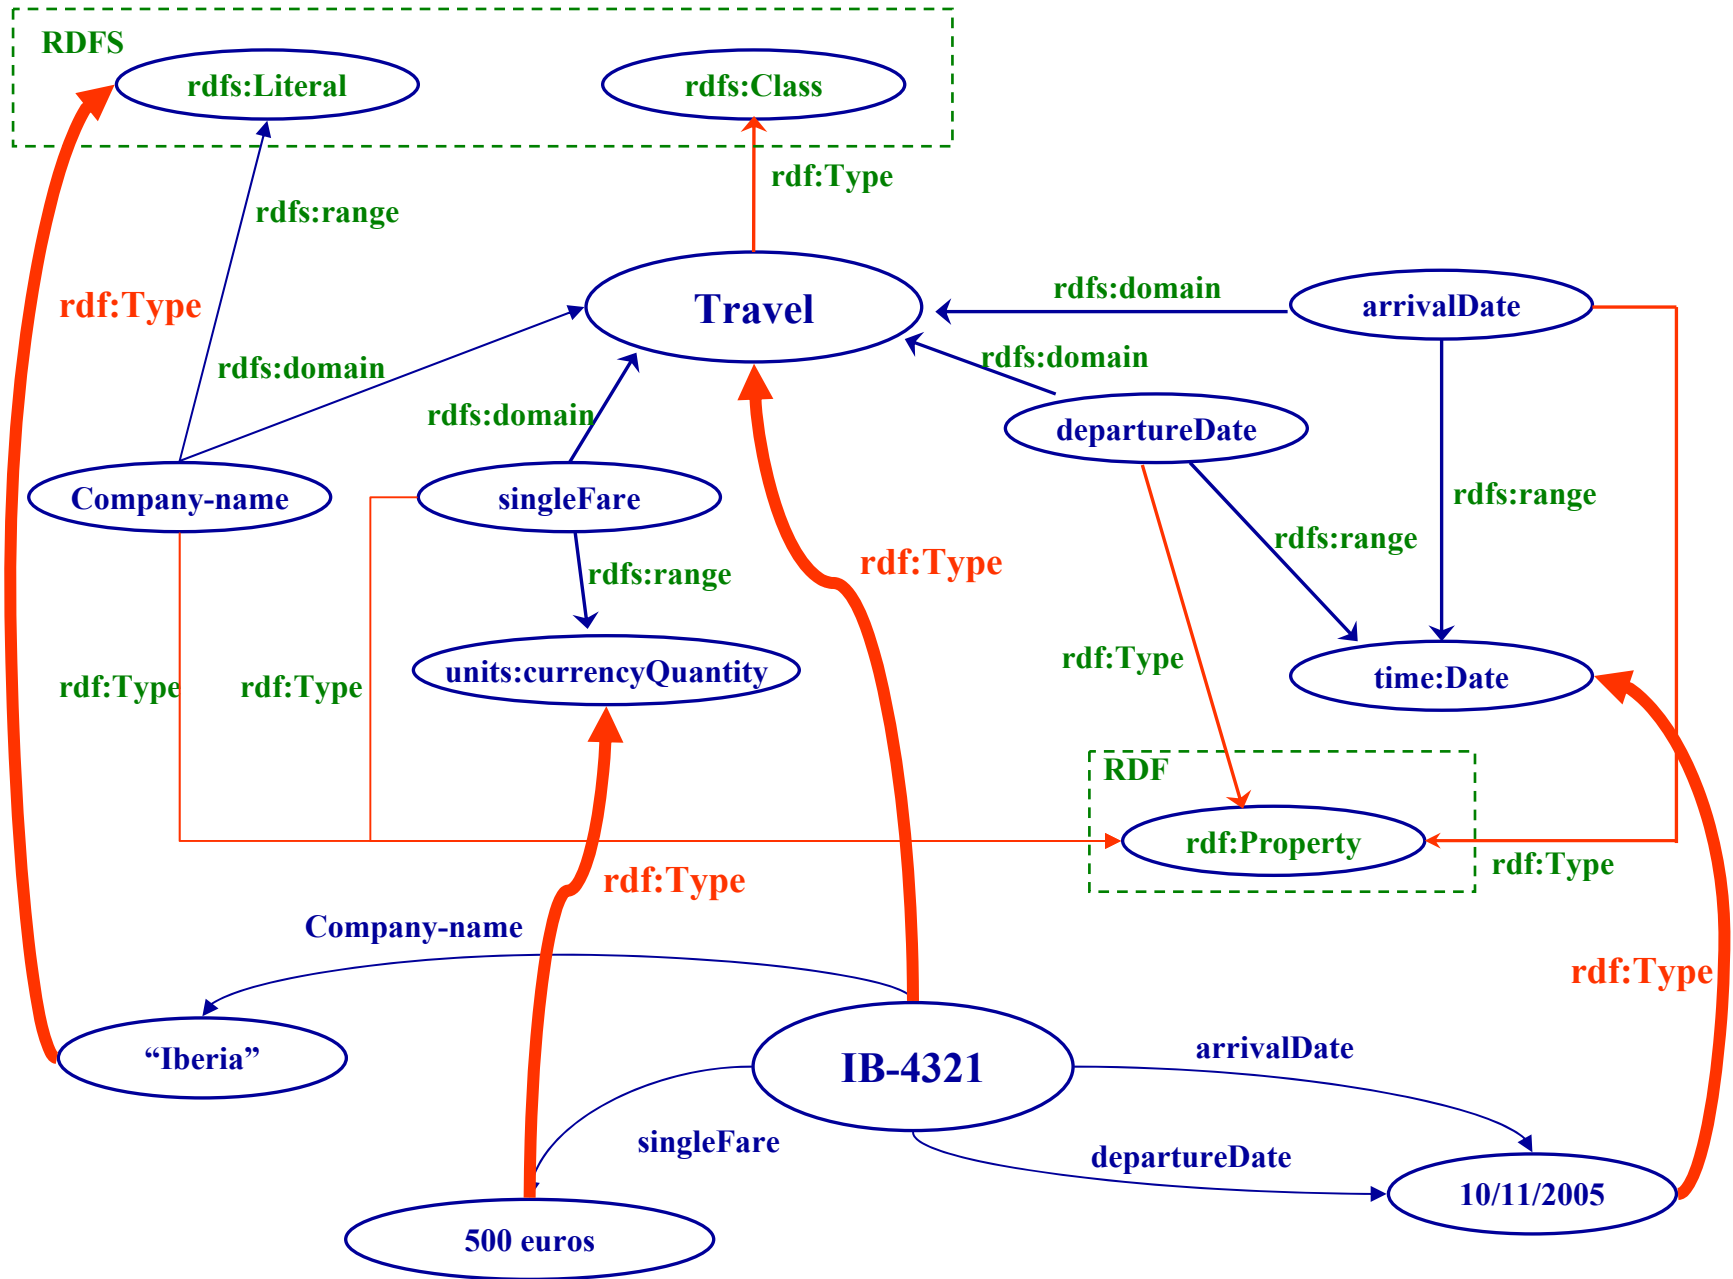 RDFS
rdfs:Literal
rdfs:Class
rdf:Type
rdfs:range
rdf:Type
rdfs:domain
arrivalDate
Travel
rdfs:domain
rdfs:domain
rdfs:domain
departureDate
Company-name
singleFare
rdfs:range
rdfs:range
rdf:Type
rdfs:range
rdf:Type
units:currencyQuantity
time:Date
rdf:Type
rdf:Type
RDF
rdf:Property
rdf:Type
rdf:Type
Company-name
rdf:Type
“Iberia”
IB-4321
arrivalDate
singleFare
departureDate
10/11/2005
500 euros